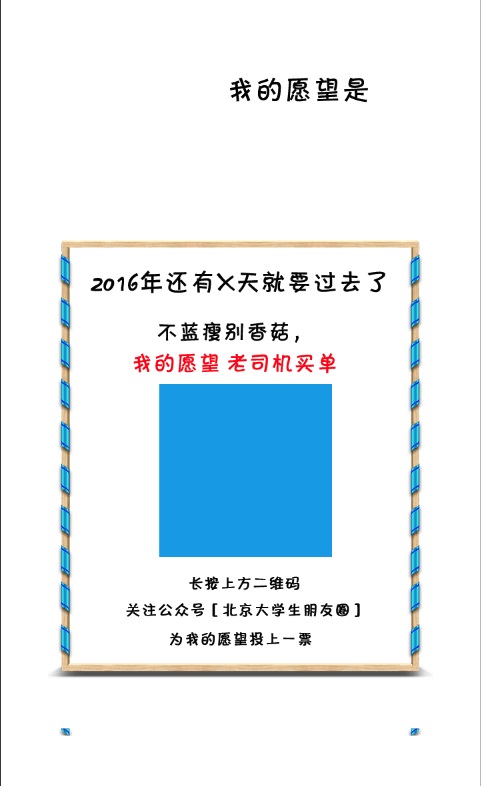 我的愿望是
2016年还有X天就要过去了
不蓝瘦别香菇，
我的愿望 老司机买单
长按上方二维码
关注公众号［北京大学生朋友圈］
为我的愿望投上一票